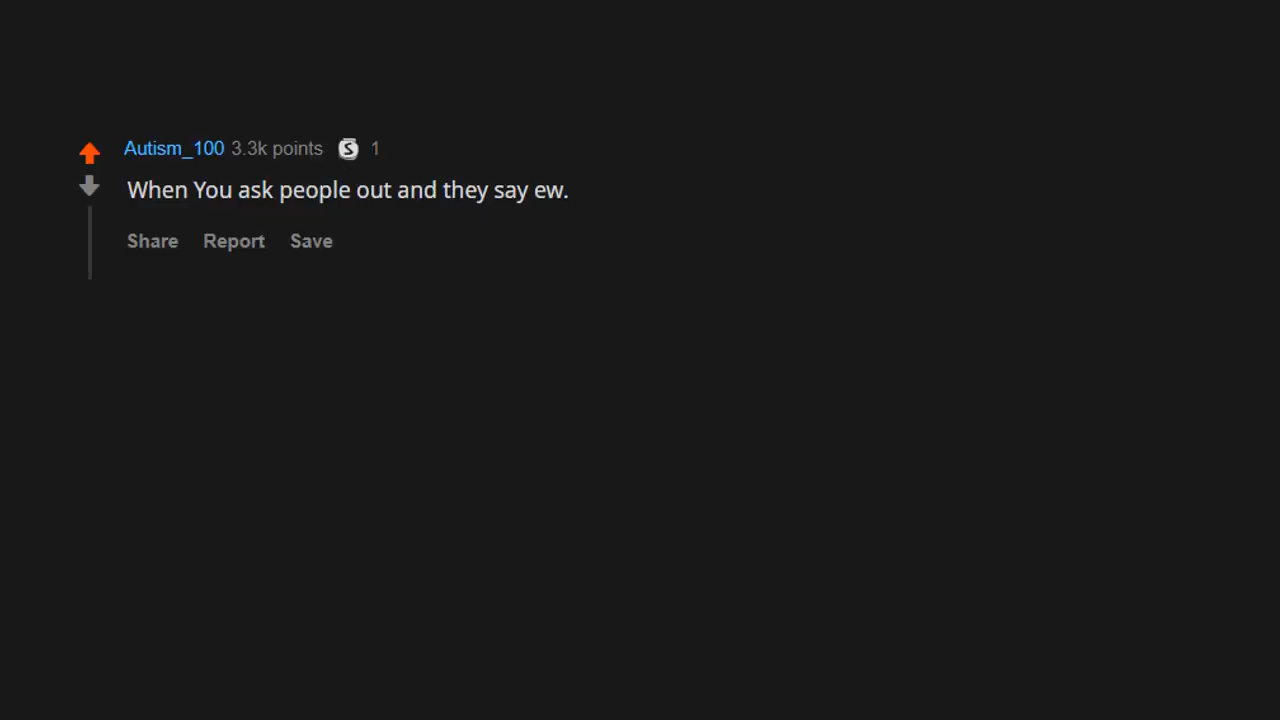 Autism_100 3.3k points S 1
When You ask people out and they say ew.
Share Report Save